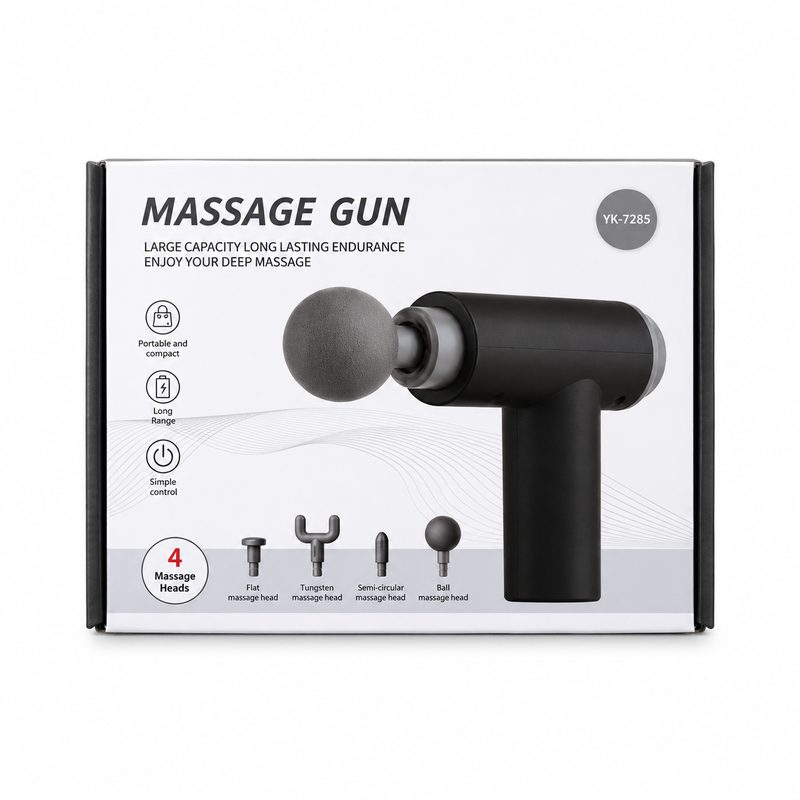 MASSAGE GUN
YK-7285
LARGE CAPACITY LONG LASTING ENDURANCE
ENJOY YOUR DEEP MASSAGE
Portable and
compact
Long
Range
Simple
control
4
Massage
Heads
Flat
massage head
Tungsten
massage head
Semi-circular
massage head
Ball
massage head